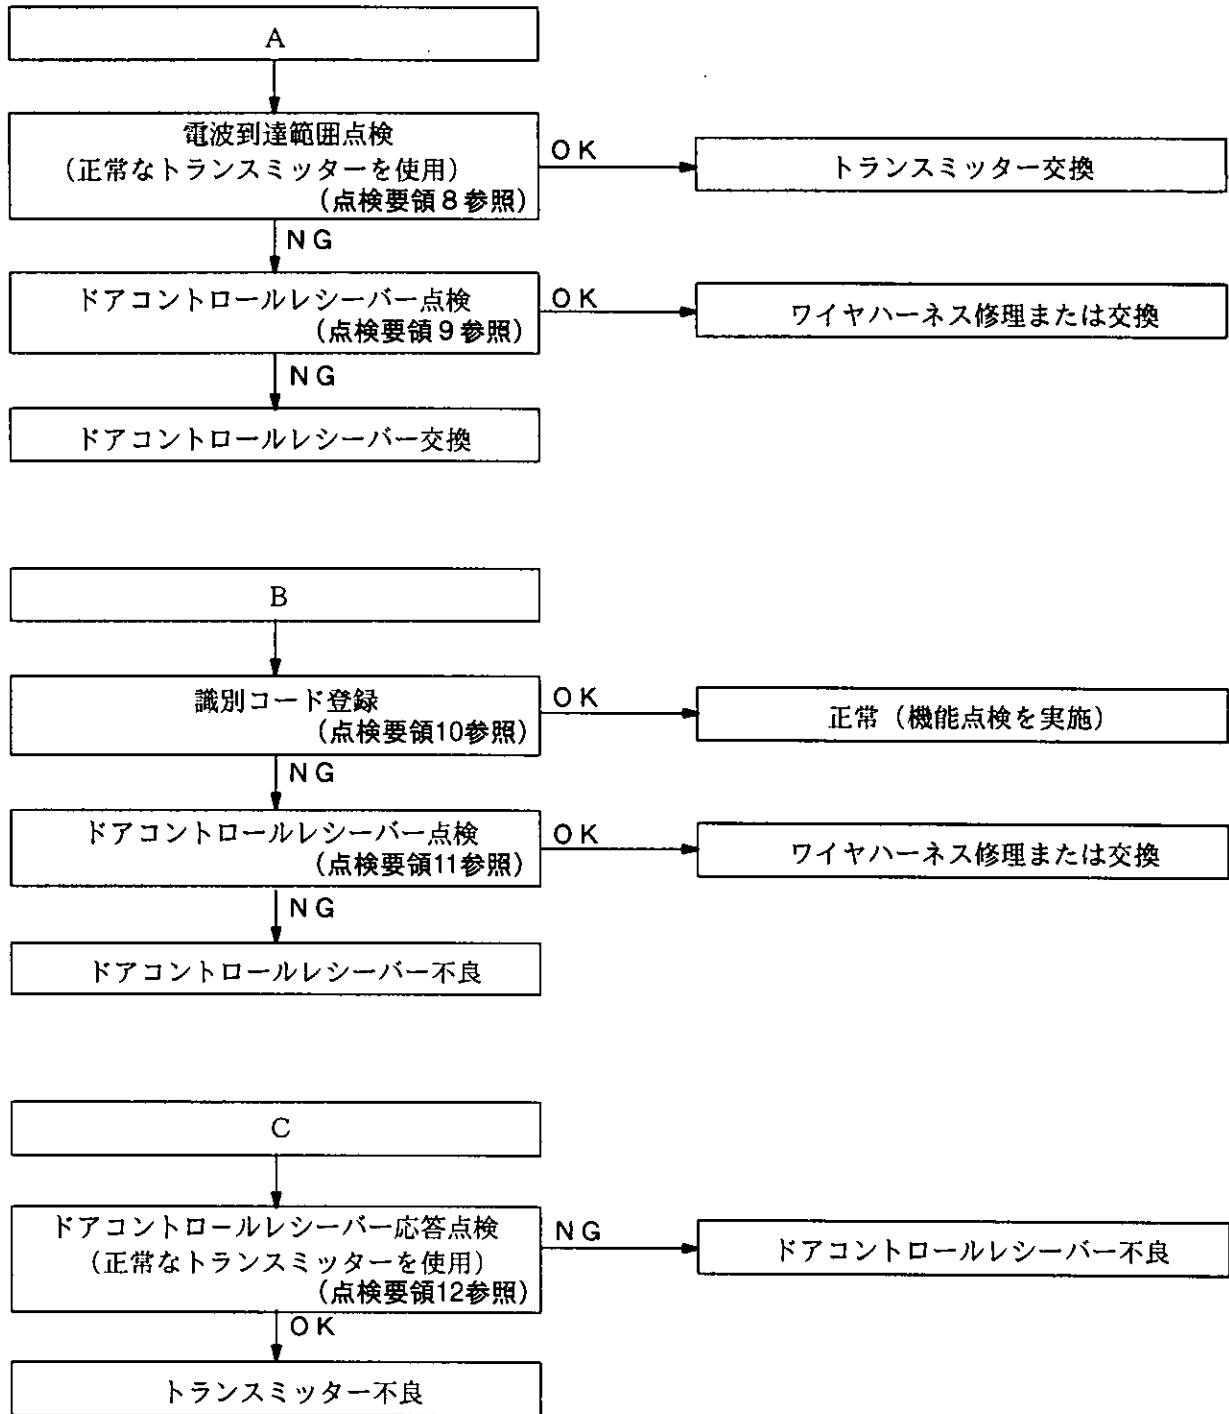 A
電波到達範囲点検
(正常なトランスミッターを使用)
(点検要領8参照)
OK
トランスミッター交換
NG
ドアコントロールレシーバー点検
(点検要領9参照)
OK
ワイヤハーネス修理または交換
NG
ドアコントロールレシーバー交換
B
識別コード登録
(点検要領10参照)
OK
正常(機能点検を実施)
NG
ドアコントロールレシーバー点検
(点検要領11参照)
OK
ワイヤハーネス修理または交換
NG
ドアコントロールレシーバー不良
C
ドアコントロールレシーバー応答点検
(正常なトランスミッターを使用)
(点検要領12参照)
NG
ドアコントロールレシーバー不良
OK
トランスミッター不良